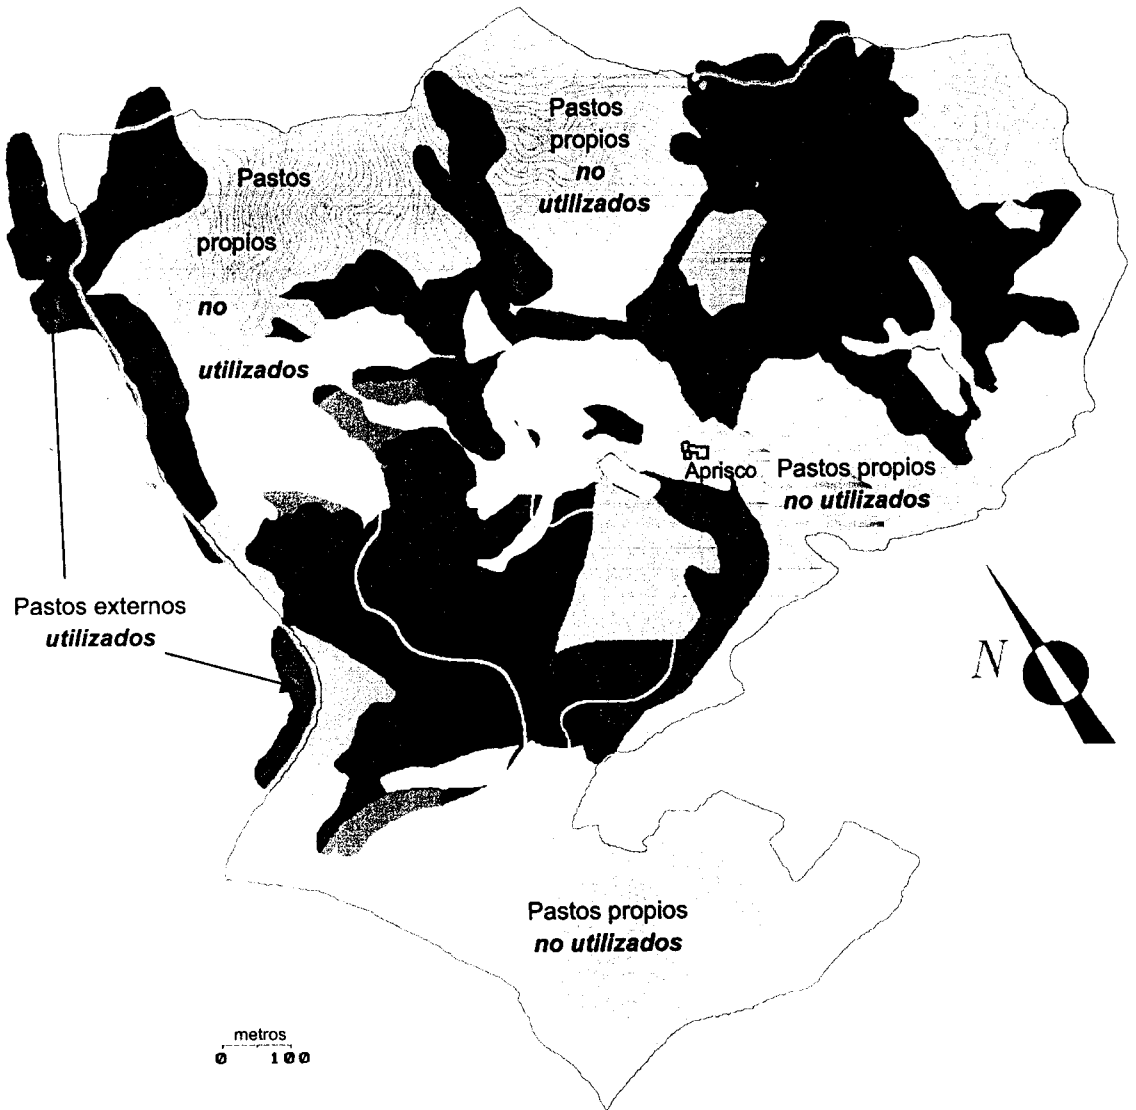 Pastos
propios
no
utilizados
Pastos
propios
no
utilizados
Aprisco
Pastos propios
no utilizados
Pastos externos
utilizados
N
Pastos propios
no utilizados
metros
0 100